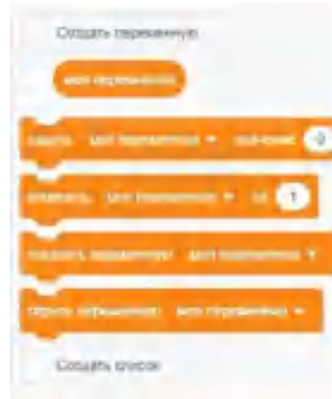 Создать переменную
моя переменная
задать моя переменная значение 0
изменить моя переменная на 1
показать переменную моя переменная
скрыть переменную моя переменная
Создать список